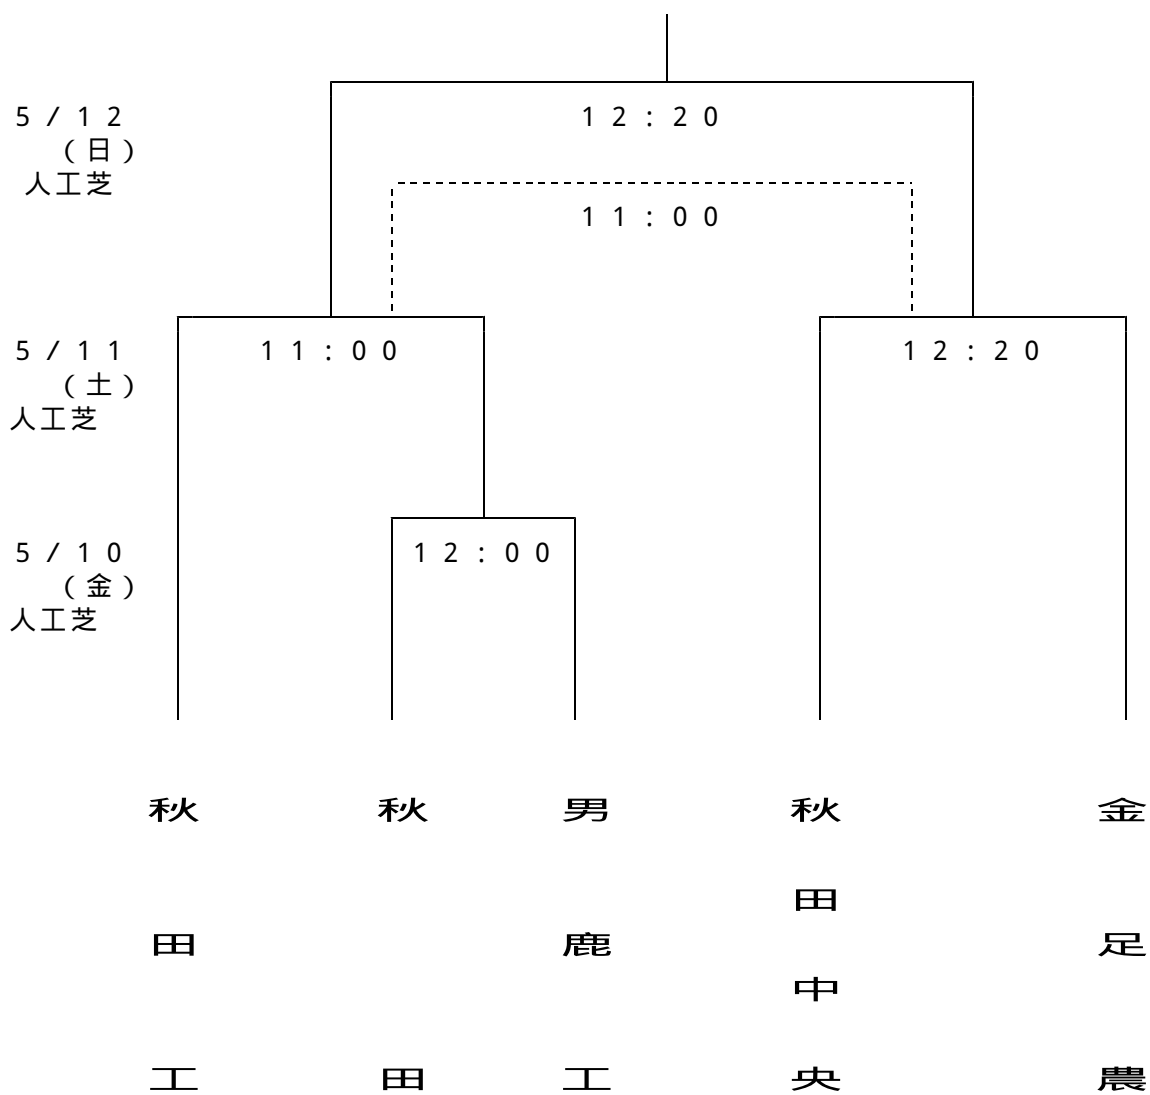 5/12
(日)
人工芝
12:20
11:00
5/11
(土)
人工芝
11:00
12:20
5/10
(金)
人工芝
12:00
秋田工
秋田
男鹿工
秋田中央
金足農